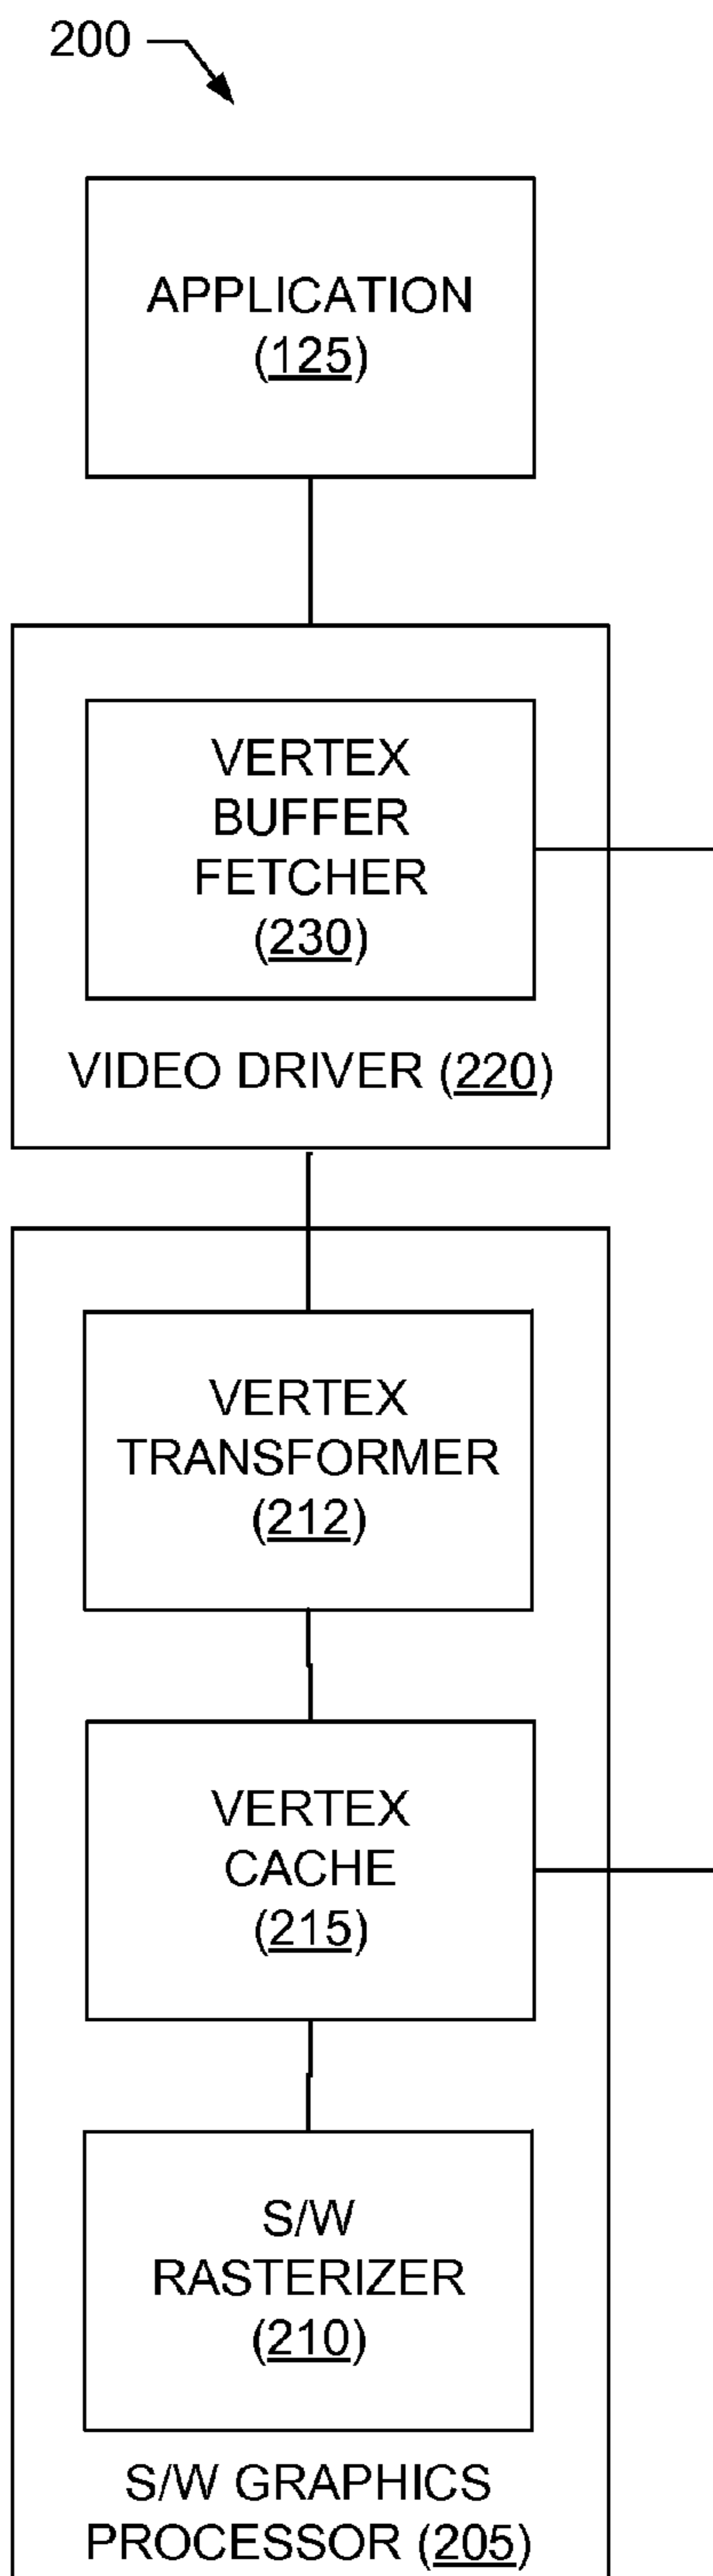 200
APPLICATION
(125)
VERTEX
BUFFER
FETCHER
(230)
VIDEO DRIVER (220)
VERTEX
TRANSFORMER
(212)
VERTEX
CACHE
(215)
S/W
RASTERIZER
(210)
S/W GRAPHICS
PROCESSOR (205)